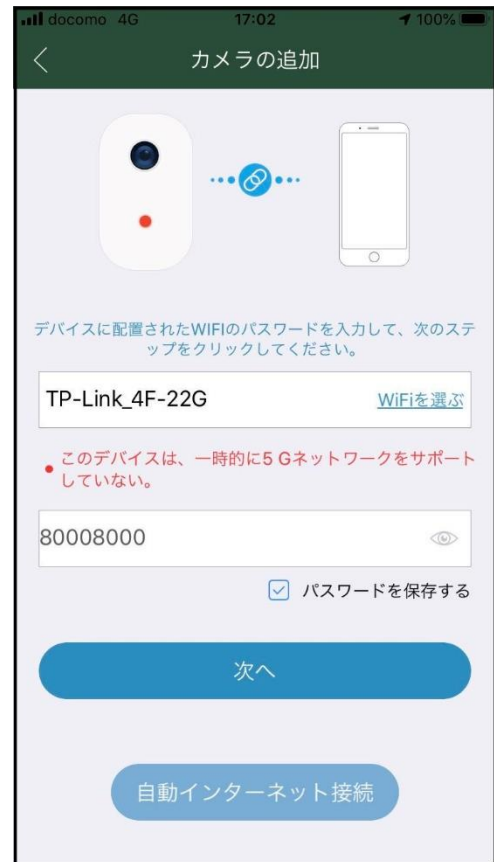 docomo 4G 17:02 100%
カメラの追加
デバイスに配置されたWIFIのパスワードを入力して、次のステ
ップをクリックしてください。
TP-Link_4F-22G WiFiを選ぶ
このデバイスは、一時的に5 Gネットワークをサポート
していない。
80008000
パスワードを保存する
次へ
自動インターネット接続